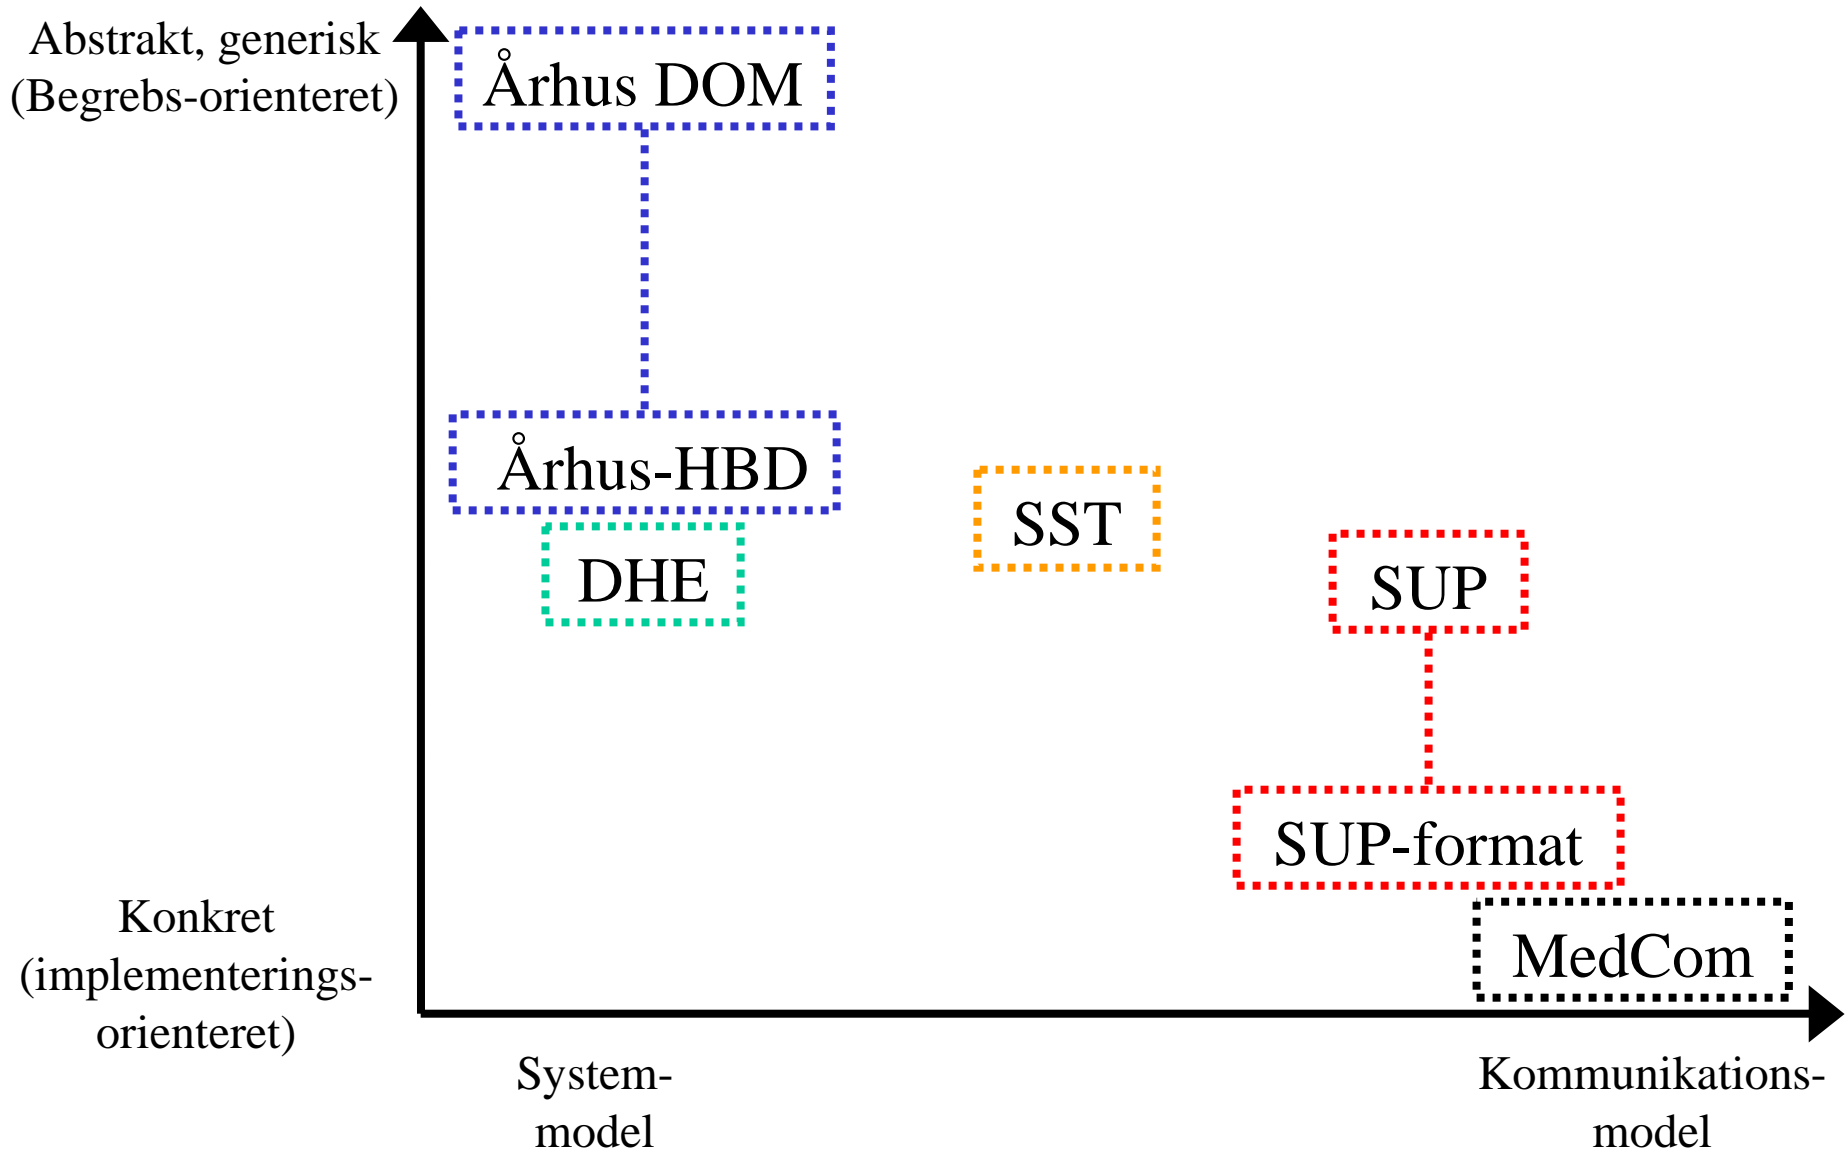 Abstrakt, generisk
(Begrebs-orienteret)
Århus DOM
Århus-HBD
SST
DHE
SUP
SUP-format
Konkret
(implementerings-
orienteret)
MedCom
System-
model
Kommunikations-
model